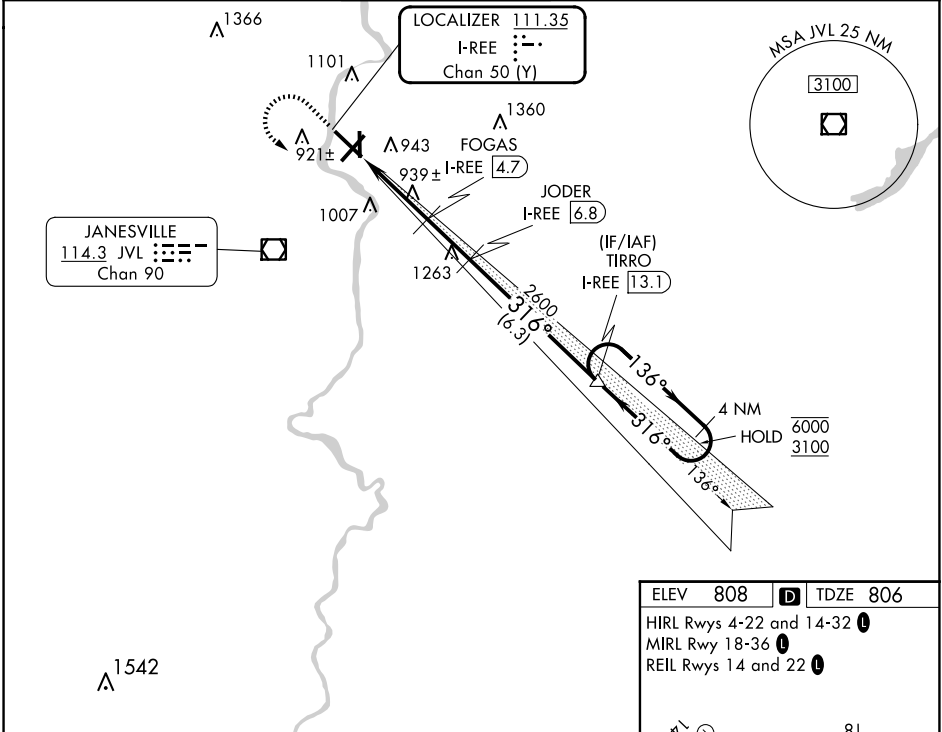 1366
LOCALIZER 111.35
I-REE
Chan 50 (Y)
1101
MSA JVL 25 NM
3100
1360
921±
943
FOGAS
I-REE 4.7
939±
1007
JODER
I-REE 6.8
JANESVILLE
114.3 JVL
Chan 90
1263
(IF/IAF)
TIRRO
I-REE 13.1
2600
316°
(6.3)
136°
4 NM
HOLD 6000
3100
316°
136°
1542
ELEV 808 D TDZE 806
HIRL Rwys 4-22 and 14-32 L
MIRL Rwy 18-36 L
REIL Rwys 14 and 22 L